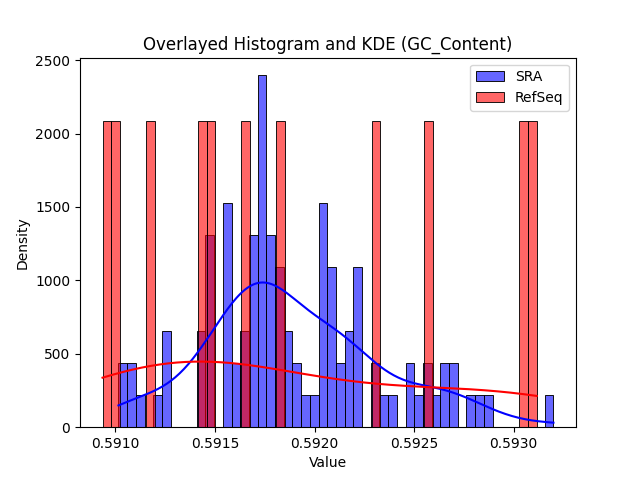 Overlayed Histogram and KDE (GC_Content)
SRA
RefSeq
2500
2000
1500
1000
500
0
Density
0.5910 0.5915 0.5920 0.5925 0.5930
Value